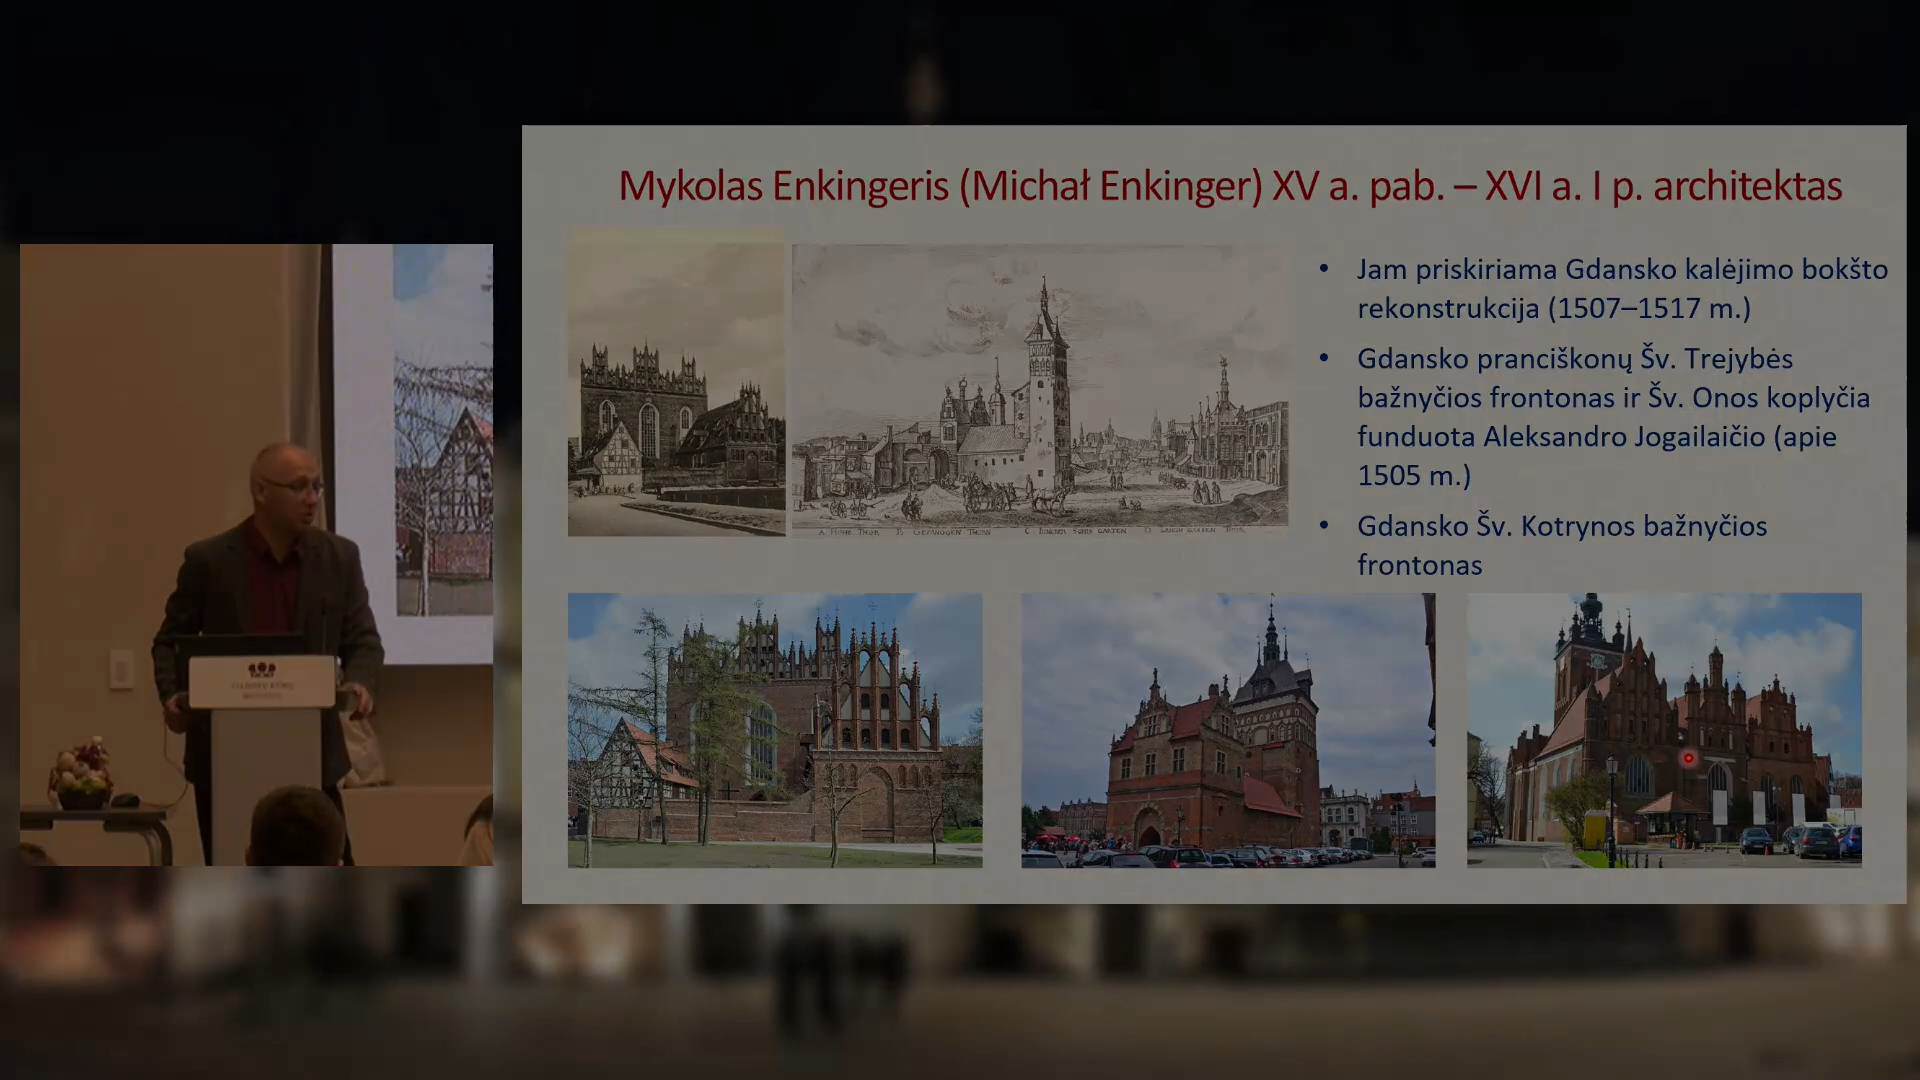 Mykolas Enkingeris (Michał Enkinger) XV a. pab. – XVI a. I p. architektas
• Jam priskiriama Gdansko kalėjimo bokšto
rekonstrukcija (1507–1517 m.)
• Gdansko pranciškonų Šv. Trejybės
bažnyčios frontonas ir Šv. Onos koplyčia
funduota Aleksandro Jogailaičio (apie
1505 m.)
• Gdansko Šv. Kotrynos bažnyčios
frontonas